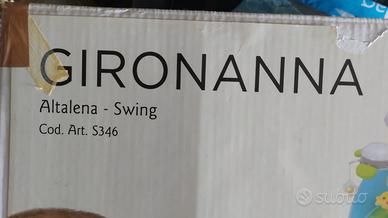 GIRONANNA
Altalena - Swing
Cod. Art. S346
subito